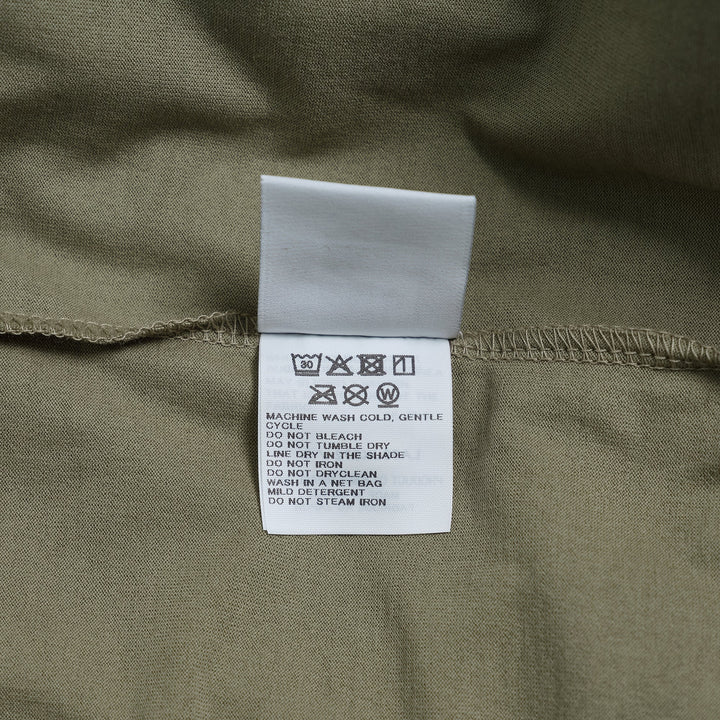 30
W
MACHINE WASH COLD, GENTLE
CYCLE
DO NOT BLEACH
DO NOT TUMBLE DRY
LINE DRY IN THE SHADE
DO NOT IRON
DO NOT DRYCLEAN
WASH IN A NET BAG
MILD DETERGENT
DO NOT STEAM IRON